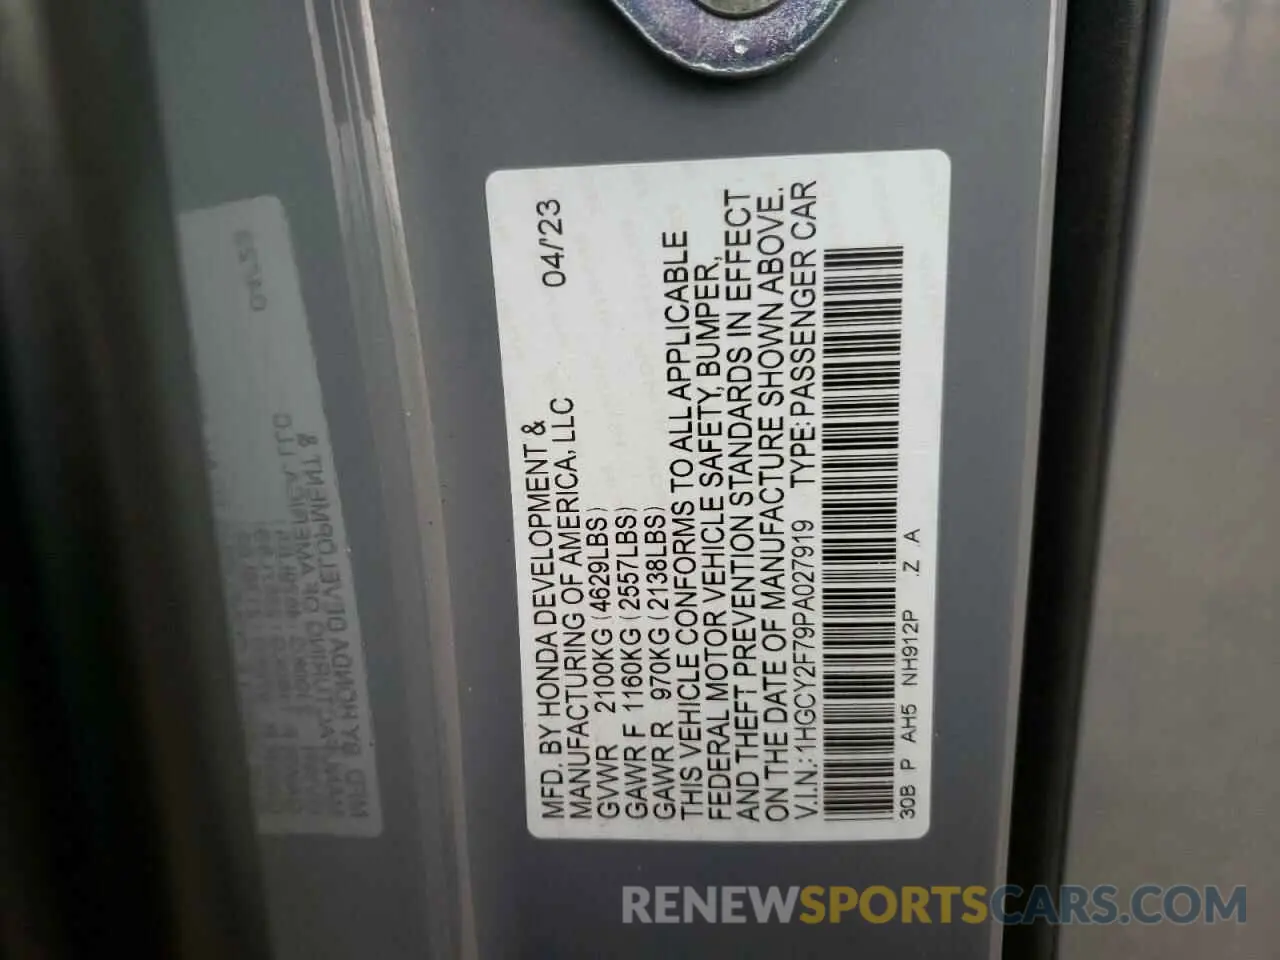 MFD. BY HONDA DEVELOPMENT & 04/'23
MANUFACTURING OF AMERICA, LLC
GVWR 2100KG (4629LBS)
GAWR F 1160KG (2557LBS)
GAWR R 970KG (2138LBS)
THIS VEHICLE CONFORMS TO ALL APPLICABLE
FEDERAL MOTOR VEHICLE SAFETY, BUMPER,
AND THEFT PREVENTION STANDARDS IN EFFECT
ON THE DATE OF MANUFACTURE SHOWN ABOVE.
V.I.N.: 1HGCY2F79PA027919 TYPE: PASSENGER CAR
30B P AH5 NH912P .Z .A
RENEWSPORTSCARS.COM